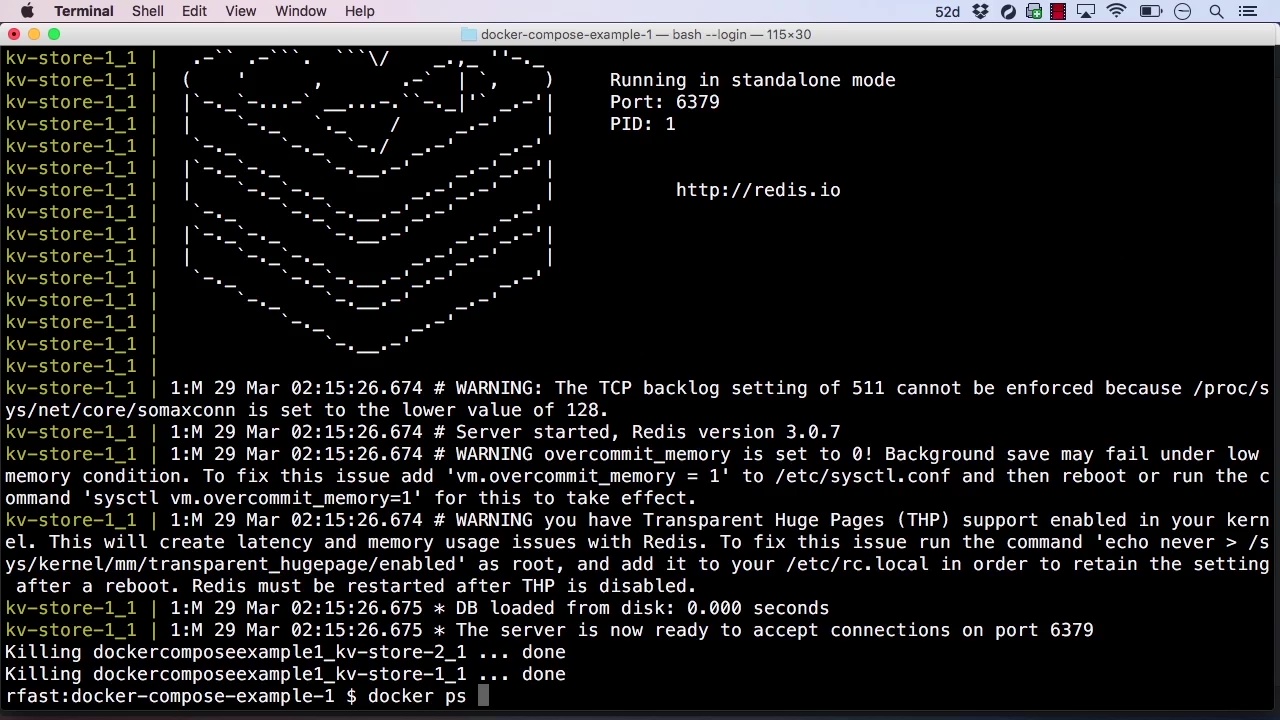 Terminal Shell Edit View Window Help 52d
docker-compose-example-1 — bash --login — 115×30
kv-store-1_1 |   .-`` .-```.  ```\/    _.,_ ''-._
kv-store-1_1 |  (    '      ,       .-`  | `,    )     Running in standalone mode
kv-store-1_1 |  |`-._`-...-` __...-.``-._|'` _.-'|     Port: 6379
kv-store-1_1 |  |    `-._   `._    /     _.-'    |     PID: 1
kv-store-1_1 |   `-._    `-._  `-./  _.-'    _.-'
kv-store-1_1 |  |`-._`-._    `-.__.-'    _.-'_.-'|
kv-store-1_1 |  |    `-._`-._        _.-'_.-'    |           http://redis.io
kv-store-1_1 |   `-._    `-._`-.__.-'_.-'    _.-'
kv-store-1_1 |  |`-._`-._    `-.__.-'    _.-'_.-'|
kv-store-1_1 |  |    `-._`-._        _.-'_.-'    |
kv-store-1_1 |   `-._    `-._`-.__.-'_.-'    _.-'
kv-store-1_1 |       `-._    `-.__.-'    _.-'
kv-store-1_1 |           `-._        _.-'
kv-store-1_1 |               `-.__.-'
kv-store-1_1 |
kv-store-1_1 | 1:M 29 Mar 02:15:26.674 # WARNING: The TCP backlog setting of 511 cannot be enforced because /proc/s
ys/net/core/somaxconn is set to the lower value of 128.
kv-store-1_1 | 1:M 29 Mar 02:15:26.674 # Server started, Redis version 3.0.7
kv-store-1_1 | 1:M 29 Mar 02:15:26.674 # WARNING overcommit_memory is set to 0! Background save may fail under low
memory condition. To fix this issue add 'vm.overcommit_memory = 1' to /etc/sysctl.conf and then reboot or run the c
ommand 'sysctl vm.overcommit_memory=1' for this to take effect.
kv-store-1_1 | 1:M 29 Mar 02:15:26.674 # WARNING you have Transparent Huge Pages (THP) support enabled in your kern
el. This will create latency and memory usage issues with Redis. To fix this issue run the command 'echo never > /s
ys/kernel/mm/transparent_hugepage/enabled' as root, and add it to your /etc/rc.local in order to retain the setting
after a reboot. Redis must be restarted after THP is disabled.
kv-store-1_1 | 1:M 29 Mar 02:15:26.675 * DB loaded from disk: 0.000 seconds
kv-store-1_1 | 1:M 29 Mar 02:15:26.675 * The server is now ready to accept connections on port 6379
Killing dockercomposeexample1_kv-store-2_1 ... done
Killing dockercomposeexample1_kv-store-1_1 ... done
rfast:docker-compose-example-1 $ docker ps